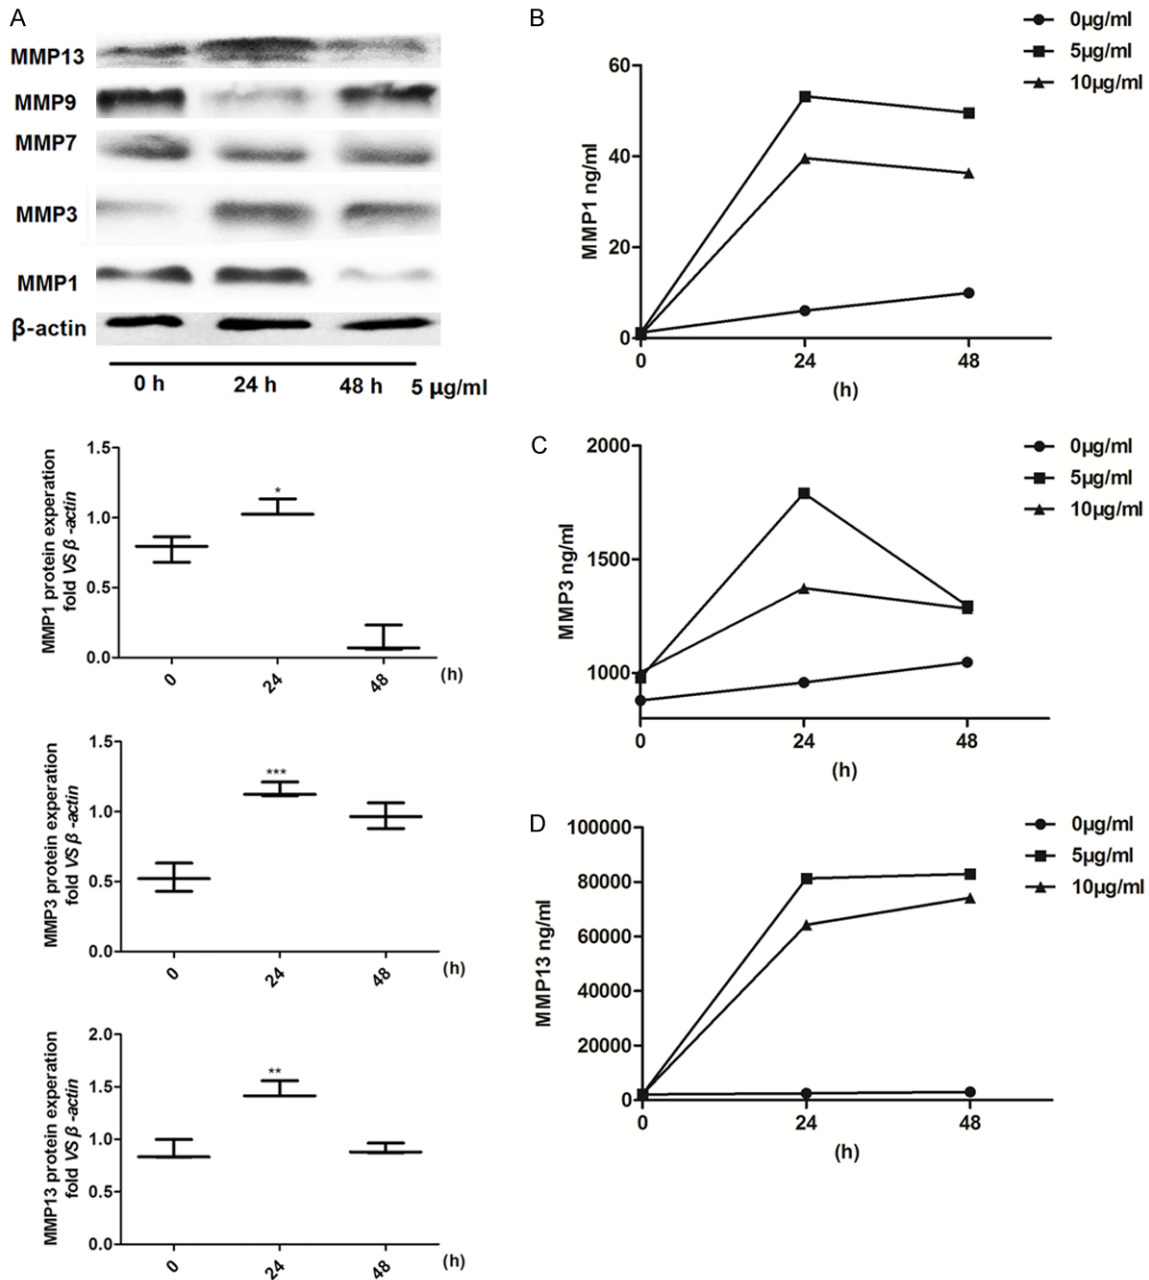 A
MMP13
MMP9
MMP7
MMP3
MMP1
β-actin
0 h 24 h 48 h 5 μg/ml
MMP1 protein experation
fold VS β -actin
1.5
1.0
0.5
0.0
*
0 24 48 (h)
MMP3 protein experation
fold VS β -actin
1.5
1.0
0.5
0.0
***
0 24 48 (h)
MMP13 protein experation
fold VS β -actin
2.0
1.5
1.0
0.5
0.0
**
0 24 48 (h)
B
0μg/ml
5μg/ml
10μg/ml
MMP1 ng/ml
60
40
20
0
0 24 48
(h)
C
0μg/ml
5μg/ml
10μg/ml
MMP3 ng/ml
2000
1500
1000
0 24 48
(h)
D
0μg/ml
5μg/ml
10μg/ml
MMP13 ng/ml
100000
80000
60000
40000
20000
0
0 24 48
(h)